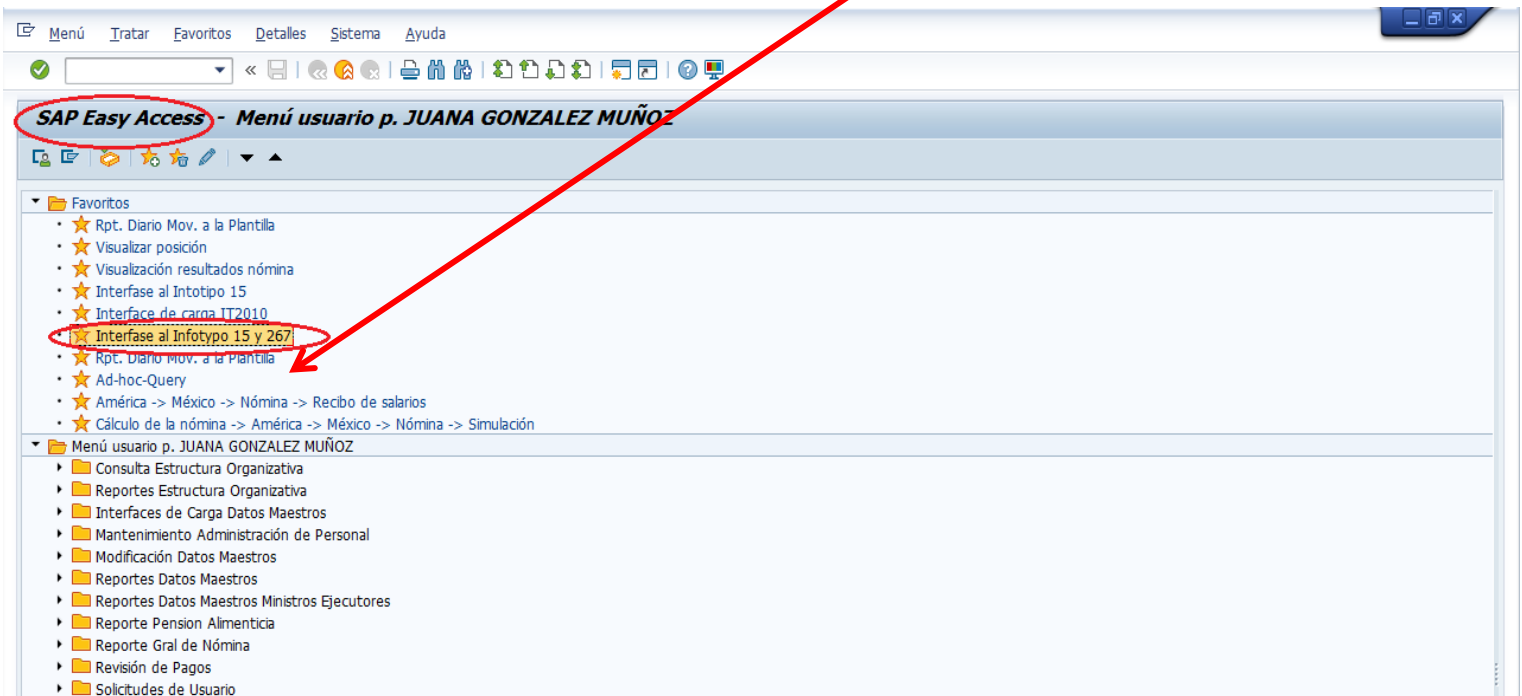 Menú Tratar Favoritos Detalles Sistema Ayuda
SAP Easy Access - Menú usuario p. JUANA GONZALEZ MUÑOZ
Favoritos
Rpt. Diario Mov. a la Plantilla
Visualizar posición
Visualización resultados nómina
Interfase al Intotipo 15
Interface de carga IT2010
Interfase al Infotypo 15 y 267
Rpt. Diario Mov. a la Plantilla
Ad-hoc-Query
América -> México -> Nómina -> Recibo de salarios
Cálculo de la nómina -> América -> México -> Nómina -> Simulación
Menú usuario p. JUANA GONZALEZ MUÑOZ
Consulta Estructura Organizativa
Reportes Estructura Organizativa
Interfaces de Carga Datos Maestros
Mantenimiento Administración de Personal
Modificación Datos Maestros
Reportes Datos Maestros
Reportes Datos Maestros Ministros Ejecutores
Reporte Pension Alimenticia
Reporte Gral de Nómina
Revisión de Pagos
Solicitudes de Usuario